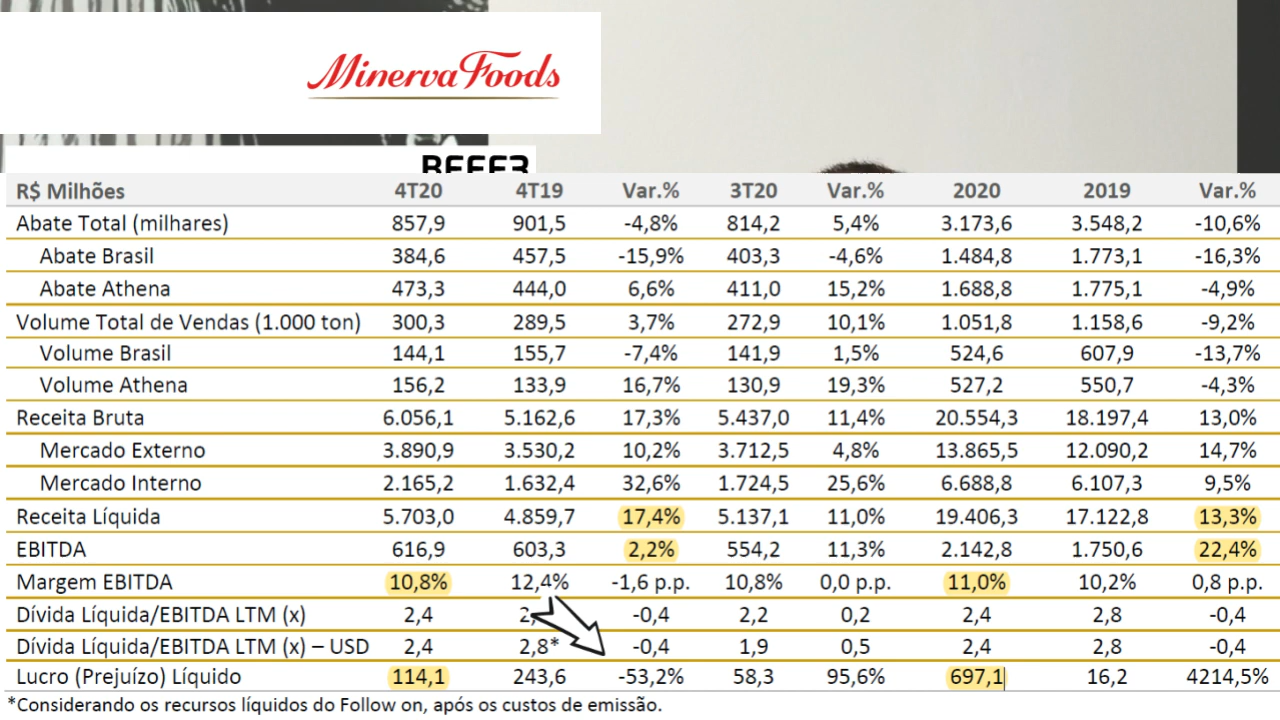 Minerva Foods
BEEF3
R$ Milhões 4T20 4T19 Var.% 3T20 Var.% 2020 2019 Var.%
Abate Total (milhares) 857,9 901,5 -4,8% 814,2 5,4% 3.173,6 3.548,2 -10,6%
Abate Brasil 384,6 457,5 -15,9% 403,3 -4,6% 1.484,8 1.773,1 -16,3%
Abate Athena 473,3 444,0 6,6% 411,0 15,2% 1.688,8 1.775,1 -4,9%
Volume Total de Vendas (1.000 ton) 300,3 289,5 3,7% 272,9 10,1% 1.051,8 1.158,6 -9,2%
Volume Brasil 144,1 155,7 -7,4% 141,9 1,5% 524,6 607,9 -13,7%
Volume Athena 156,2 133,9 16,7% 130,9 19,3% 527,2 550,7 -4,3%
Receita Bruta 6.056,1 5.162,6 17,3% 5.437,0 11,4% 20.554,3 18.197,4 13,0%
Mercado Externo 3.890,9 3.530,2 10,2% 3.712,5 4,8% 13.865,5 12.090,2 14,7%
Mercado Interno 2.165,2 1.632,4 32,6% 1.724,5 25,6% 6.688,8 6.107,3 9,5%
Receita Líquida 5.703,0 4.859,7 17,4% 5.137,1 11,0% 19.406,3 17.122,8 13,3%
EBITDA 616,9 603,3 2,2% 554,2 11,3% 2.142,8 1.750,6 22,4%
Margem EBITDA 10,8% 12,4% -1,6 p.p. 10,8% 0,0 p.p. 11,0% 10,2% 0,8 p.p.
Dívida Líquida/EBITDA LTM (x) 2,4 -0,4 2,2 0,2 2,4 2,8 -0,4
Dívida Líquida/EBITDA LTM (x) – USD 2,4 2,8* -0,4 1,9 0,5 2,4 2,8 -0,4
Lucro (Prejuízo) Líquido 114,1 243,6 -53,2% 58,3 95,6% 697,1 16,2 4214,5%
*Considerando os recursos líquidos do Follow on, após os custos de emissão.